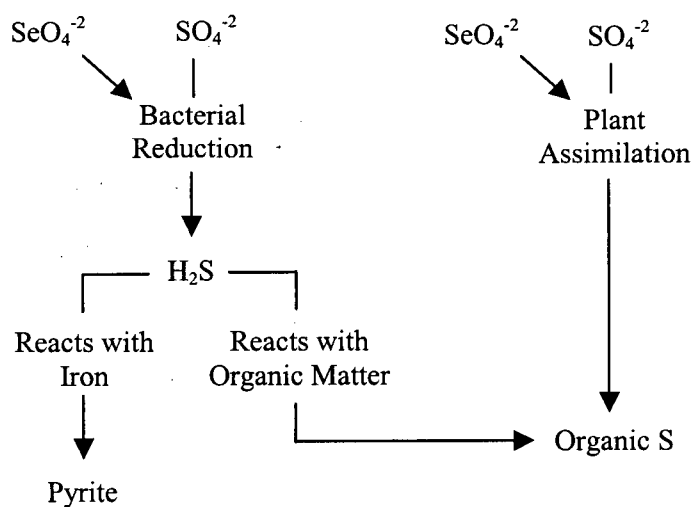 SeO₄⁻² SO₄⁻² SeO₄⁻² SO₄⁻²
Bacterial
Reduction
Plant
Assimilation
H₂S
Reacts with
Iron
Reacts with
Organic Matter
Organic S
Pyrite